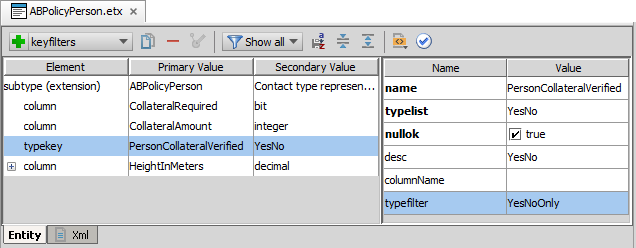 ABPolicyPerson.etx
keyfilters
Show all
Element Primary Value Secondary Value
subtype (extension) ABPolicyPerson Contact type represen...
column CollateralRequired bit
column CollateralAmount integer
typekey PersonCollateralVerified YesNo
column HeightInMeters decimal
Name Value
name PersonCollateralVerified
typelist YesNo
nullok true
desc YesNo
columnName
typefilter YesNoOnly
Entity Xml